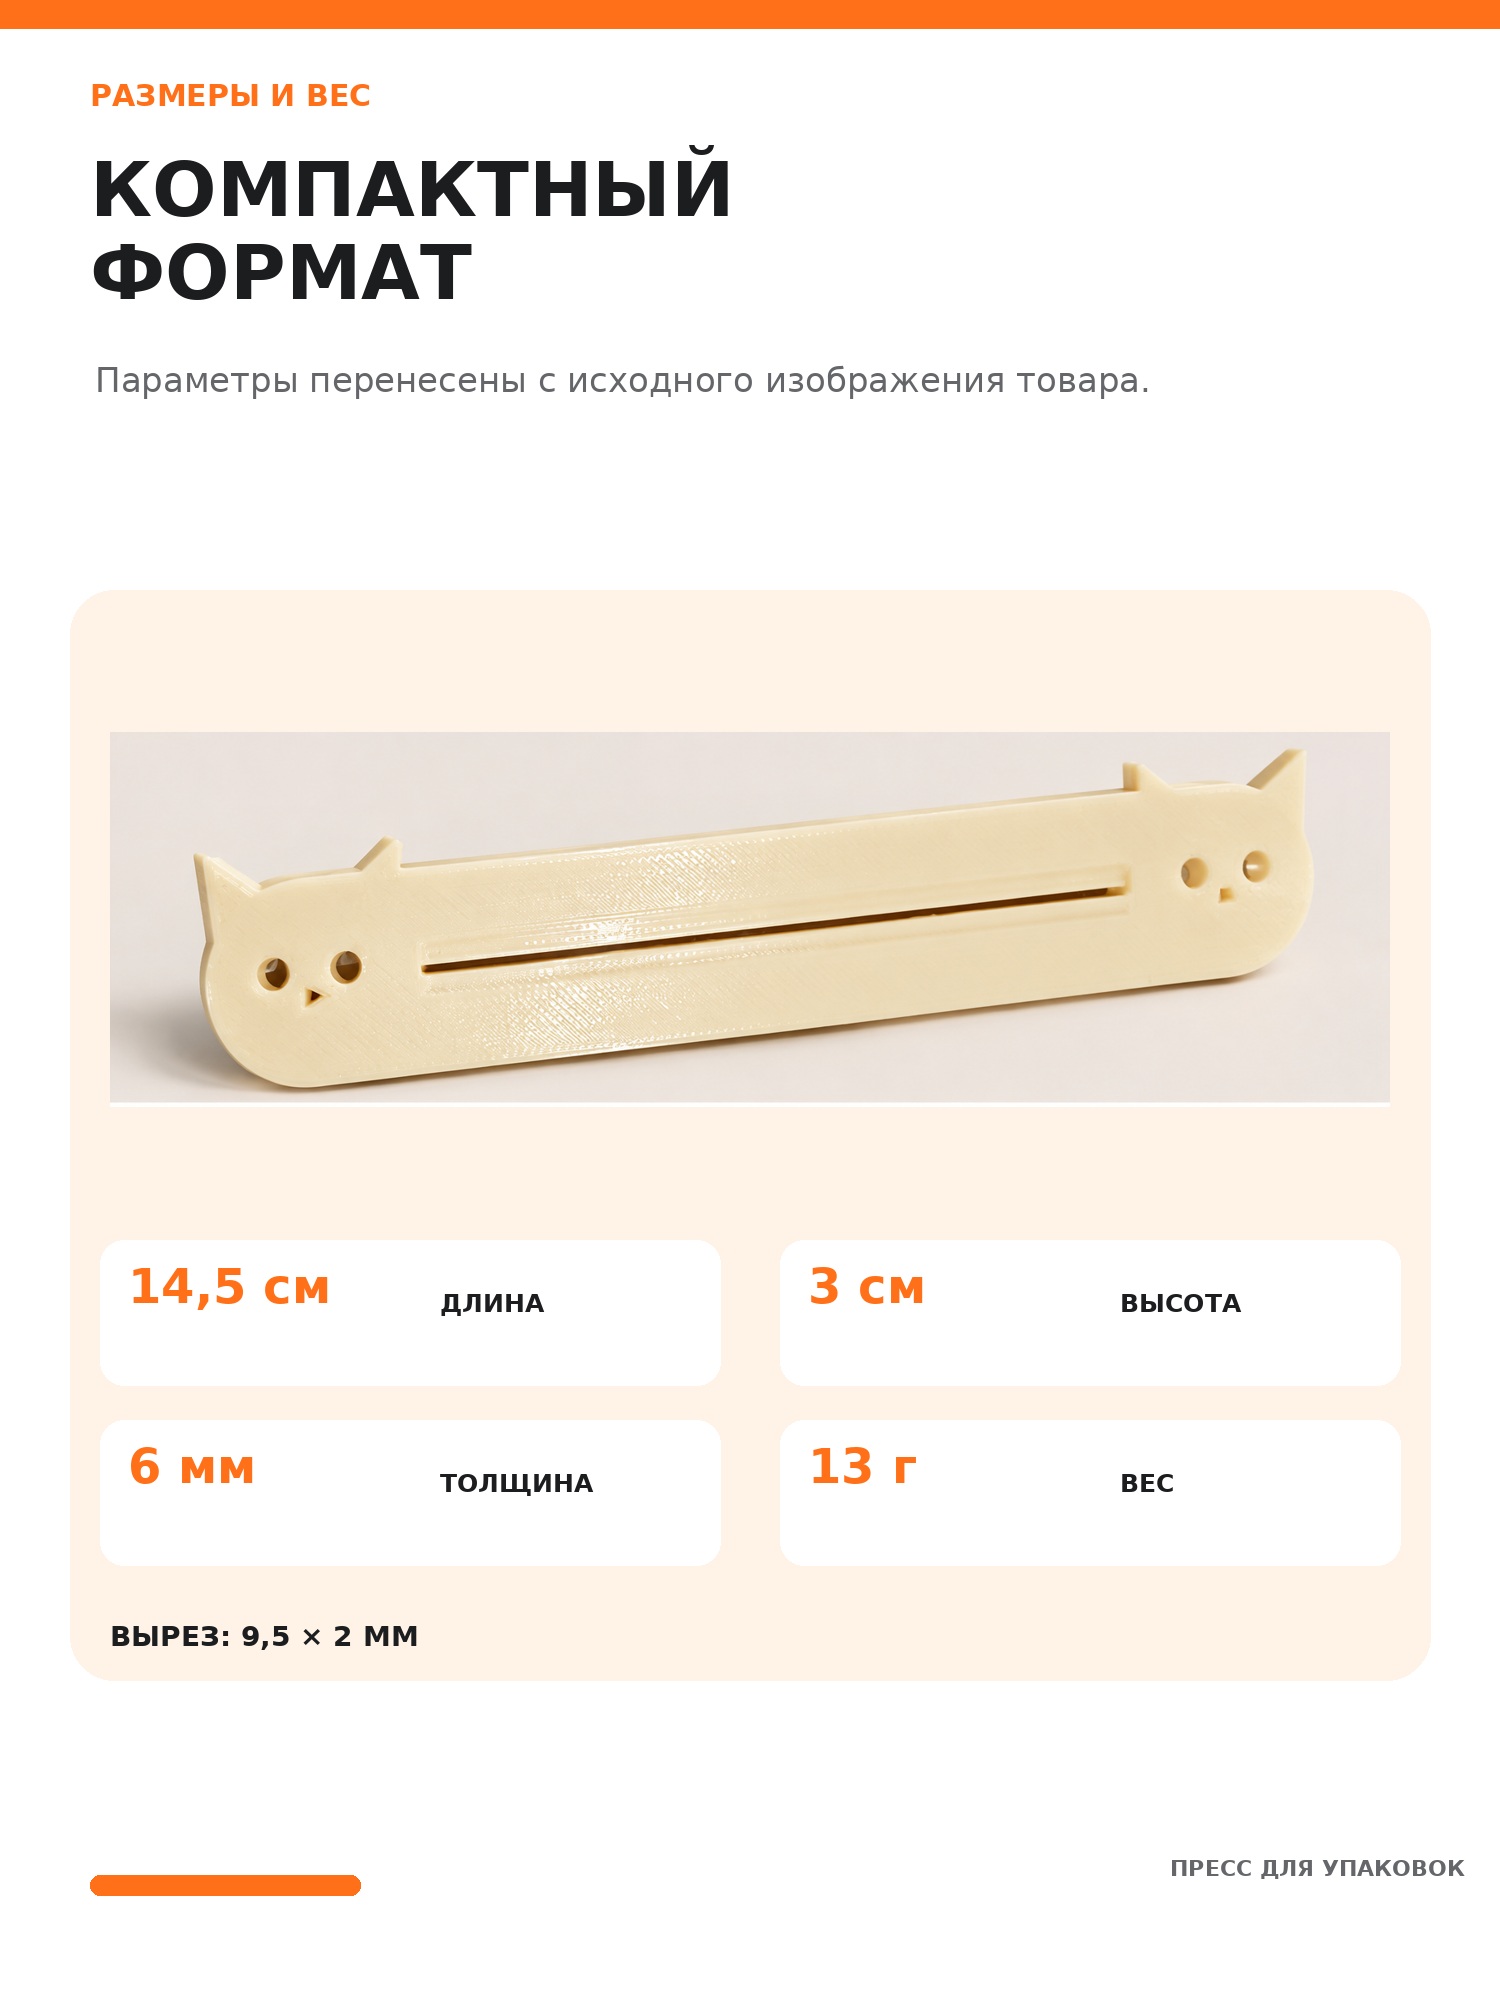 РАЗМЕРЫ И ВЕС
КОМПАКТНЫЙ
ФОРМАТ
Параметры перенесены с исходного изображения товара.
14,5 см ДЛИНА
3 см ВЫСОТА
6 мм ТОЛЩИНА
13 г ВЕС
ВЫРЕЗ: 9,5 × 2 ММ
ПРЕСС ДЛЯ УПАКОВОК